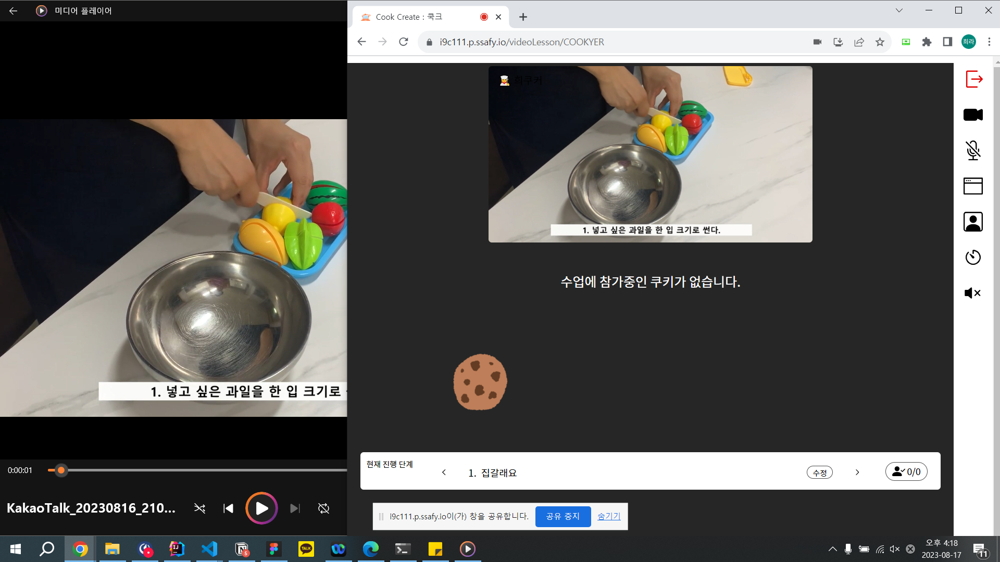 미디어 플레이어
1. 넣고 싶은 과일을 한 입 크기로
0:00:01
KakaoTalk_20230816_210...
Cook Create : 쿡크
i9c111.p.ssafy.io/videoLesson/COOKYER
희라
희쿠커
1. 넣고 싶은 과일을 한 입 크기로 썬다.
수업에 참가중인 쿠키가 없습니다.
현재 진행 단계
1. 집갈래요
수정
0/0
i9c111.p.ssafy.io이(가) 창을 공유합니다.
공유 중지
숨기기
5
TALK
오후 4:18
2023-08-17
11